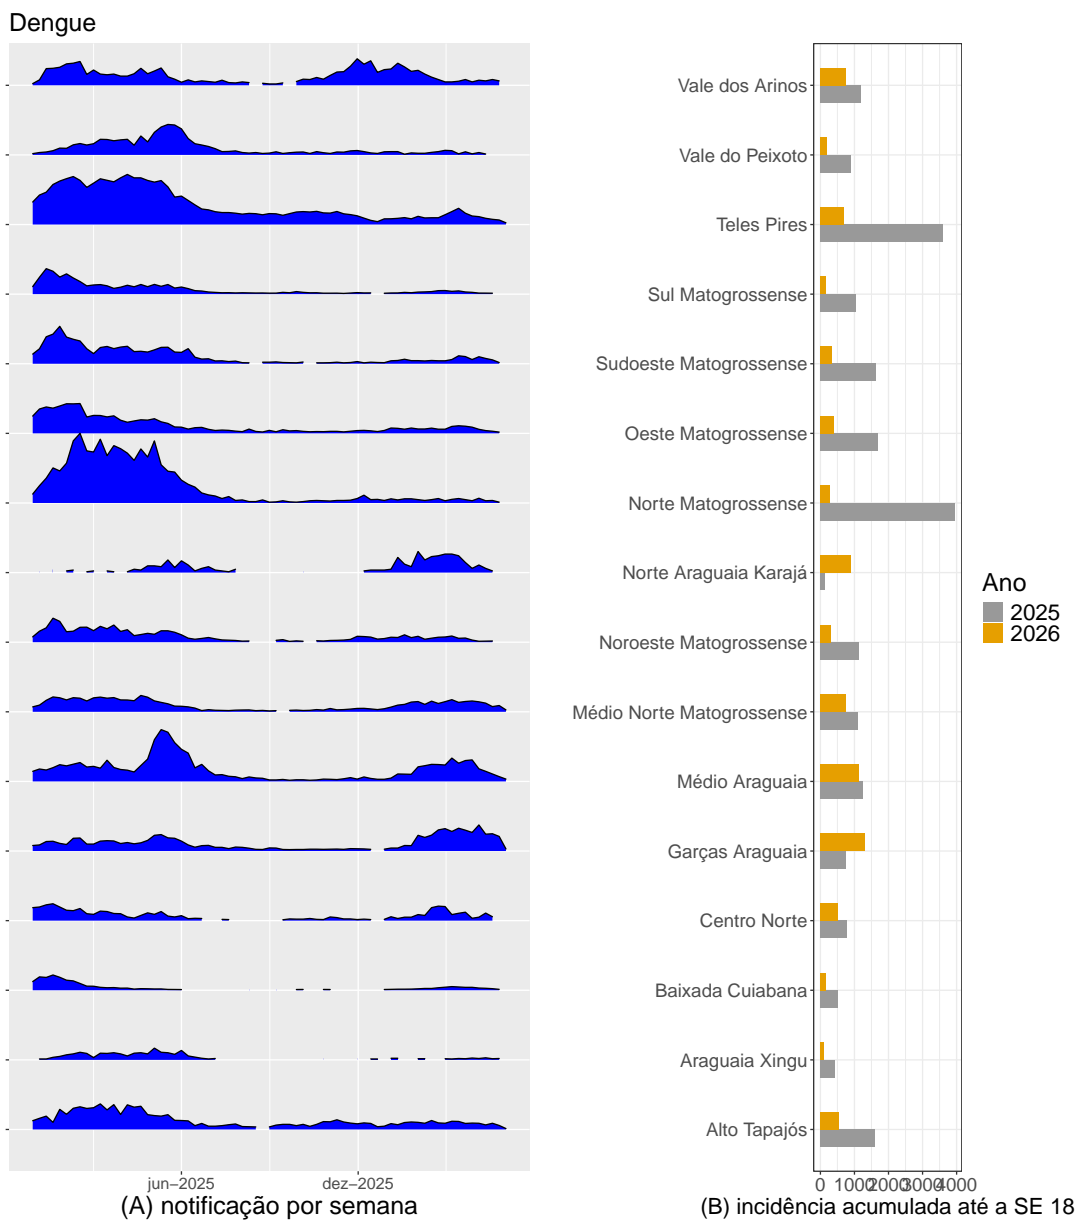 Dengue
Vale dos Arinos
Vale do Peixoto
Teles Pires
Sul Matogrossense
Sudoeste Matogrossense
Oeste Matogrossense
Norte Matogrossense
Norte Araguaia Karajá
Noroeste Matogrossense
Médio Norte Matogrossense
Médio Araguaia
Garças Araguaia
Centro Norte
Baixada Cuiabana
Araguaia Xingu
Alto Tapajós
Ano
2025
2026
jun–2025 dez–2025
0 1000 2000 3000 4000
(A) notificação por semana
(B) incidência acumulada até a SE 18